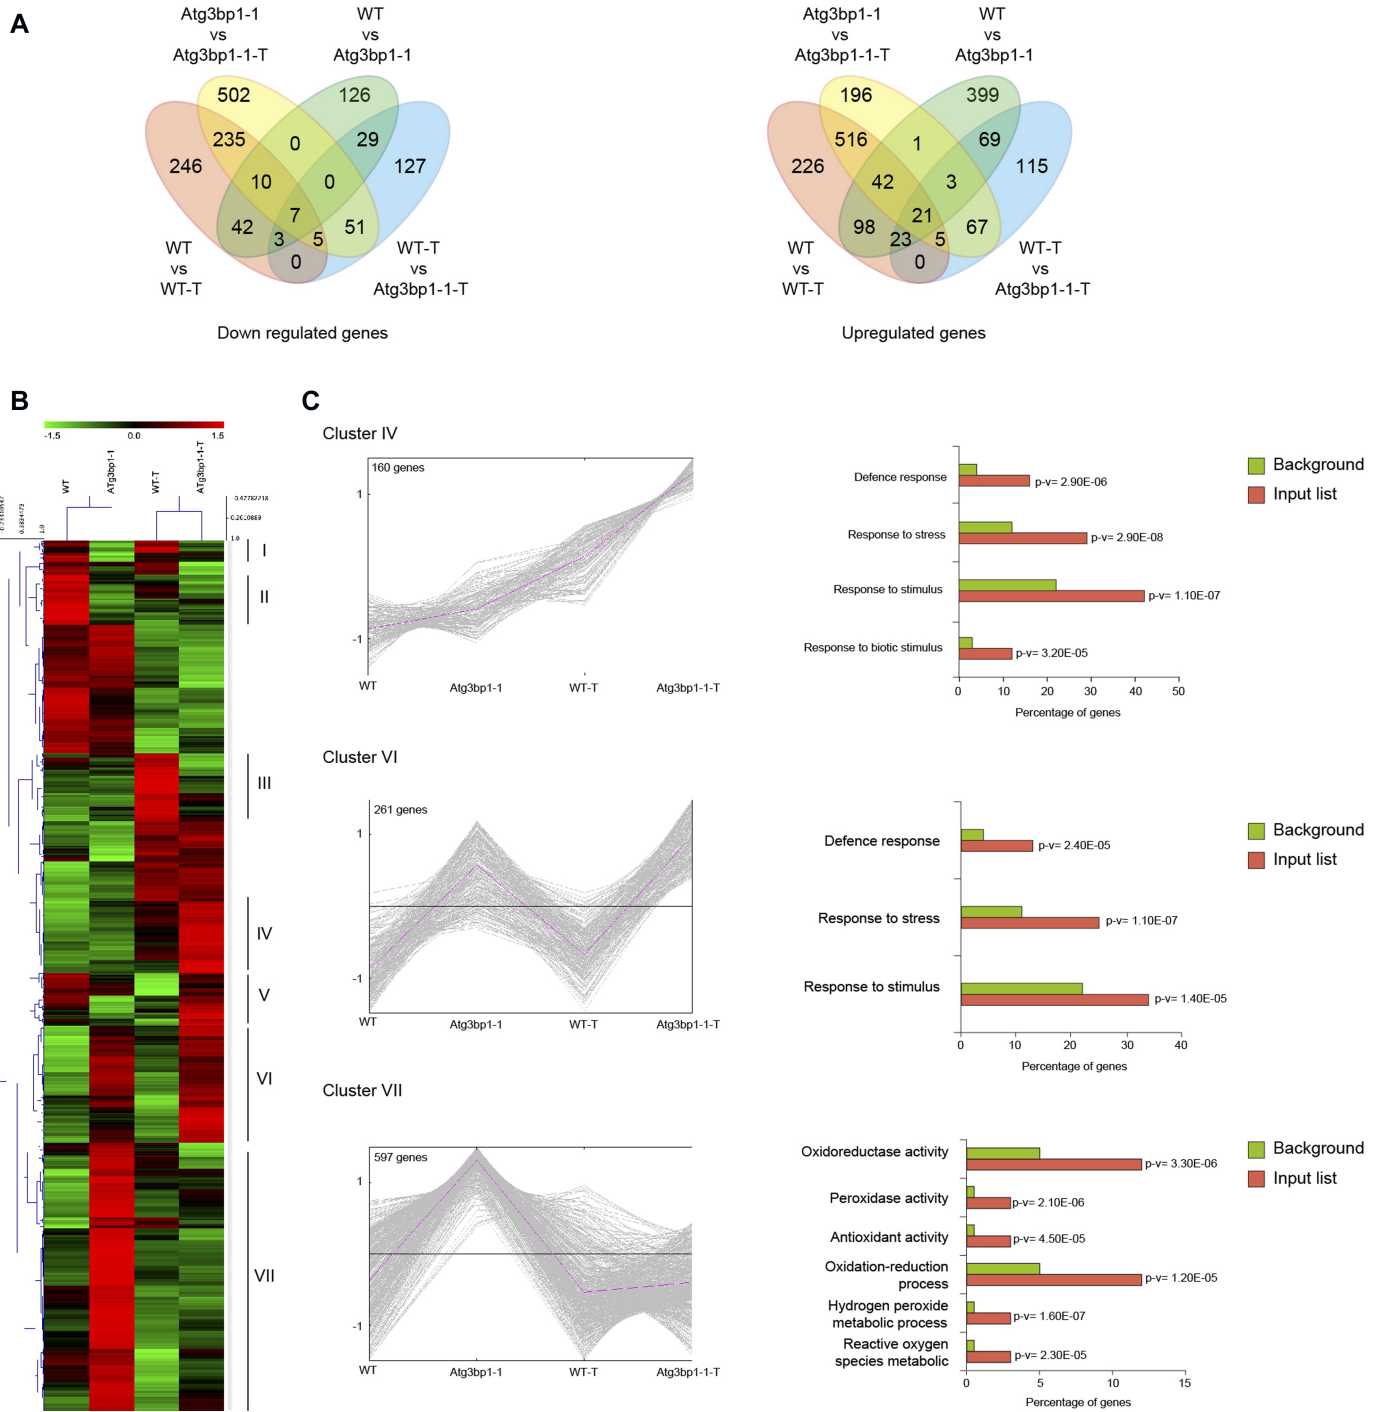 A
Atg3bp1-1
vs
Atg3bp1-1-T
WT
vs
Atg3bp1-1
502
126
235
0
29
246
127
10
0
7
42
3
5
51
0
WT
vs
WT-T
WT-T
vs
Atg3bp1-1-T
Down regulated genes
Atg3bp1-1
vs
Atg3bp1-1-T
WT
vs
Atg3bp1-1
196
399
516
1
69
226
115
42
3
21
98
23
5
67
0
WT
vs
WT-T
WT-T
vs
Atg3bp1-1-T
Upregulated genes
B
-1.5 0.0 1.5
WT
ATg3bp1-1
WT-T
ATg3bp1-1-T
0.3834473
1.0
-0.47782218
0.2610889
1.0
I
II
III
IV
V
VI
VII
C
Cluster IV
160 genes
1
-1
WT Atg3bp1-1 WT-T Atg3bp1-1-T
Defence response
p-v= 2.90E-06
Response to stress
p-v= 2.90E-08
Response to stimulus
p-v= 1.10E-07
Response to biotic stimulus
p-v= 3.20E-05
0 10 20 30 40 50
Percentage of genes
Background
Input list
Cluster VI
261 genes
1
-1
WT Atg3bp1-1 WT-T Atg3bp1-1-T
Defence response
p-v= 2.40E-05
Response to stress
p-v= 1.10E-07
Response to stimulus
p-v= 1.40E-05
0 10 20 30 40
Percentage of genes
Background
Input list
Cluster VII
597 genes
1
-1
WT Atg3bp1-1 WT-T Atg3bp1-1-T
Oxidoreductase activity
p-v= 3.30E-06
Peroxidase activity
p-v= 2.10E-06
Antioxidant activity
p-v= 4.50E-05
Oxidation-reduction
process
p-v= 1.20E-05
Hydrogen peroxide
metabolic process
p-v= 1.60E-07
Reactive oxygen
species metabolic
p-v= 2.30E-05
0 5 10 15
Percentage of genes
Background
Input list